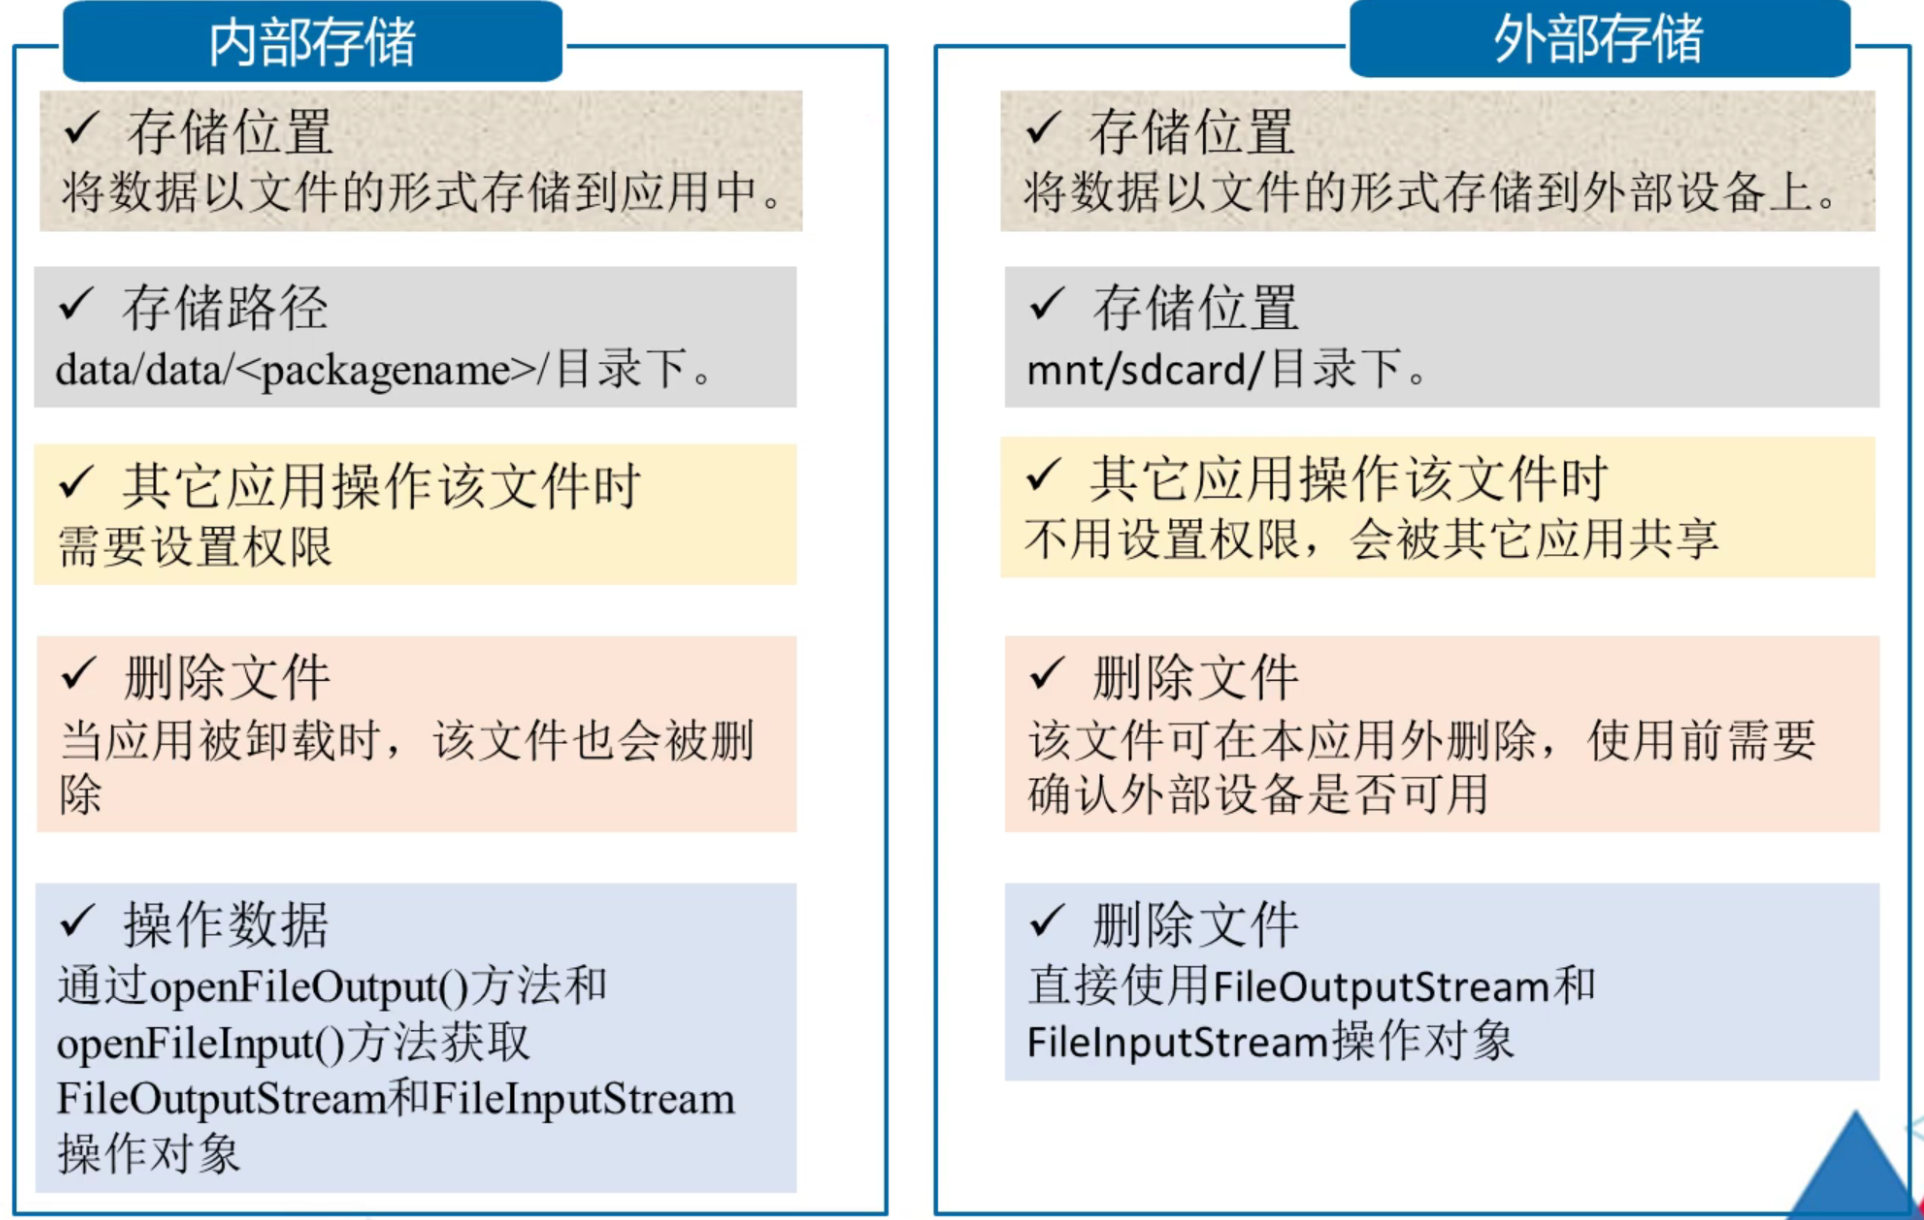 内部存储
✓ 存储位置
将数据以文件的形式存储到应用中。
✓ 存储路径
data/data/<packagename>/目录下。
✓ 其它应用操作该文件时
需要设置权限
✓ 删除文件
当应用被卸载时，该文件也会被删
除
✓ 操作数据
通过openFileOutput()方法和
openFileInput()方法获取
FileOutputStream和FileInputStream
操作对象
外部存储
✓ 存储位置
将数据以文件的形式存储到外部设备上。
✓ 存储位置
mnt/sdcard/目录下。
✓ 其它应用操作该文件时
不用设置权限，会被其它应用共享
✓ 删除文件
该文件可在本应用外删除，使用前需要
确认外部设备是否可用
✓ 删除文件
直接使用FileOutputStream和
FileInputStream操作对象